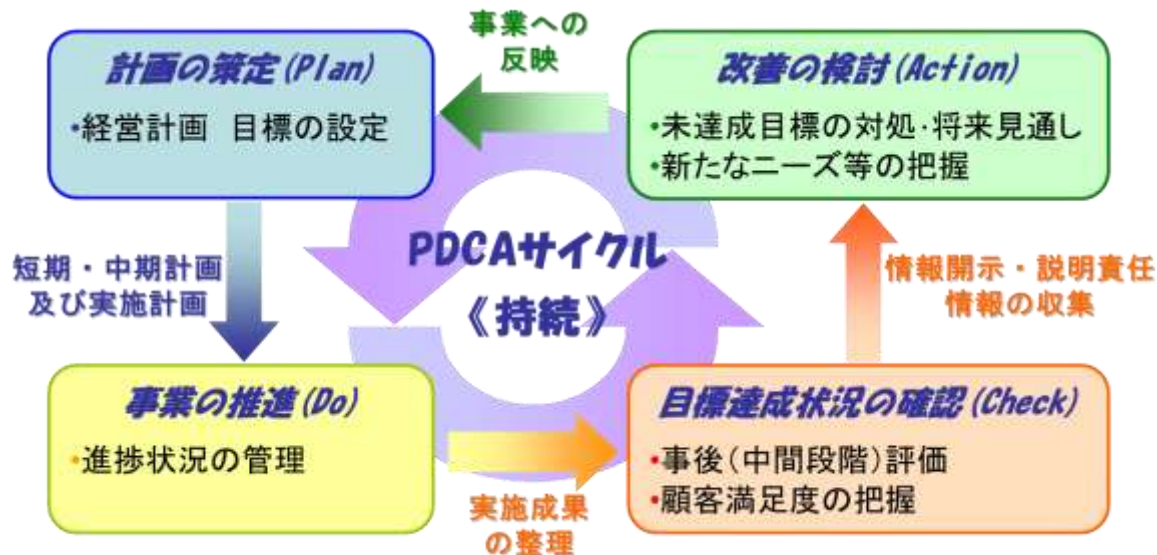 事業への
反映
計画の策定(Plan)
・経営計画　目標の設定
改善の検討(Action)
・未達成目標の対処・将来見通し
・新たなニーズ等の把握
PDCAサイクル
《持続》
短期・中期計画
及び実施計画
情報開示・説明責任
情報の収集
事業の推進(Do)
・進捗状況の管理
目標達成状況の確認(Check)
・事後(中間段階)評価
・顧客満足度の把握
実施成果
の整理